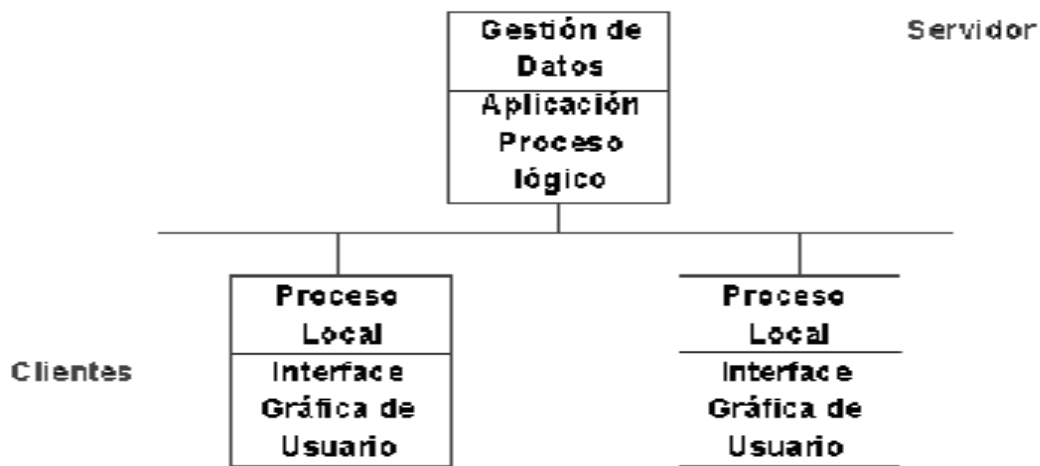 Gestión de
Datos
Servidor
Aplicación
Proceso
lógico
Proceso
Local
Interface
Gráfica de
Usuario
Proceso
Local
Interface
Gráfica de
Usuario
Clientes